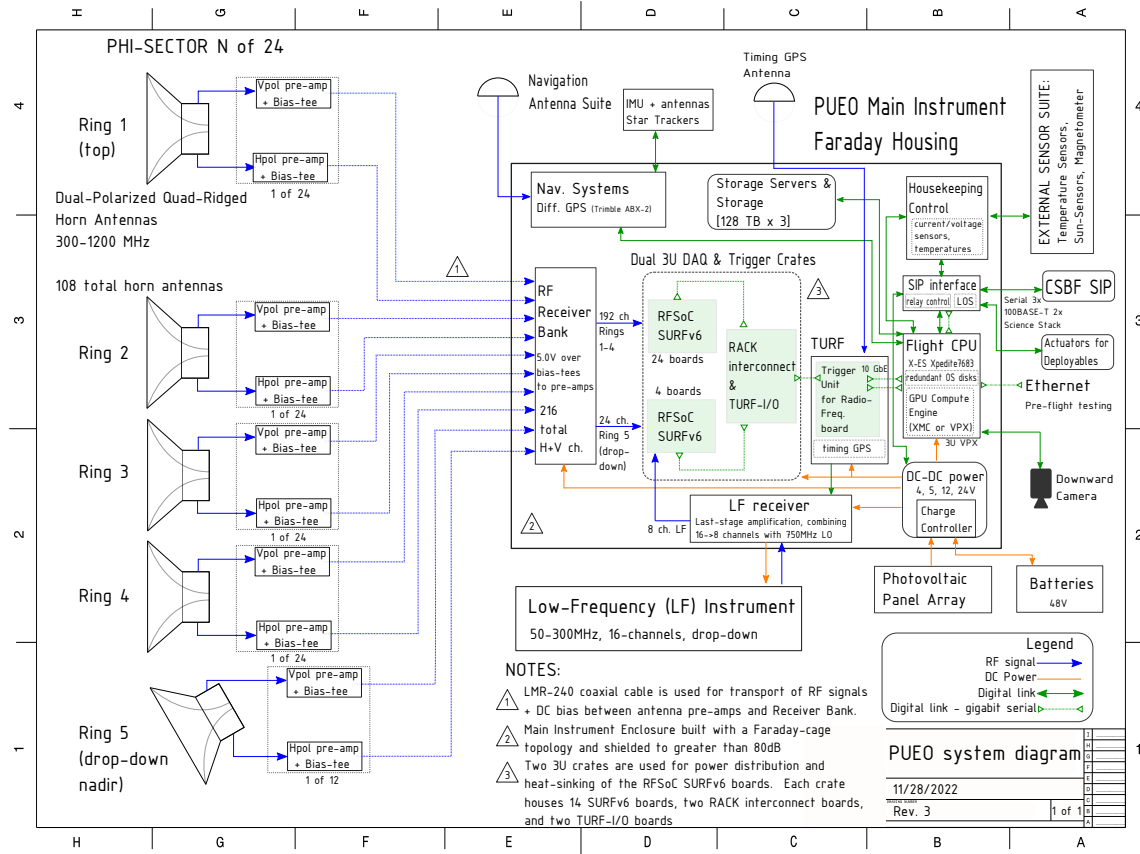 H G F E D C B A
PHI-SECTOR N of 24
Ring 1
(top)
Vpol pre-amp
+ Bias-tee
Hpol pre-amp
+ Bias-tee
1 of 24
Dual-Polarized Quad-Ridged
Horn Antennas
300-1200 MHz
108 total horn antennas
Ring 2
Vpol pre-amp
+ Bias-tee
Hpol pre-amp
+ Bias-tee
1 of 24
Ring 3
Vpol pre-amp
+ Bias-tee
Hpol pre-amp
+ Bias-tee
1 of 24
Ring 4
Vpol pre-amp
+ Bias-tee
Hpol pre-amp
+ Bias-tee
1 of 24
Ring 5
(drop-down
nadir)
Vpol pre-amp
+ Bias-tee
Hpol pre-amp
+ Bias-tee
1 of 12
Navigation
Antenna Suite
IMU + antennas
Star Trackers
Timing GPS
Antenna
PUEO Main Instrument
Faraday Housing
EXTERNAL SENSOR SUITE:
Temperature Sensors,
Sun-Sensors, Magnetometer
Nav. Systems
Diff. GPS (Trimble ABX-2)
Storage Servers &
Storage
[128 TB x 3]
Housekeeping
Control
current/voltage
sensors,
temperatures
Dual 3U DAQ & Trigger Crates
1
3
2
RF
Receiver
Bank
5.0V over
bias-tees
to pre-amps
216
total
H+V ch.
192 ch
Rings
1-4
24 ch.
Ring 5
(drop-
down)
RFSoC
SURFv6
24 boards
4 boards
RFSoC
SURFv6
RACK
interconnect
&
TURF-I/O
TURF
Trigger
Unit
for Radio-
Freq.
board
10 GbE
timing GPS
SIP interface
relay control
LOS
CSBF SIP
Serial 3x
100BASE-T 2x
Science Stack
Flight CPU
X-ES Xpedite7683
redundant OS disks
GPU Compute
Engine
(XMC or VPX)
3U VPX
Actuators for
Deployables
Ethernet
Pre-flight testing
Downward
Camera
DC-DC power
4, 5, 12, 24V
Charge
Controller
8 ch. LF
LF receiver
Last-stage amplification, combining
16->8 channels with 750MHz LO
Low-Frequency (LF) Instrument
50-300MHz, 16-channels, drop-down
Photovoltaic
Panel Array
Batteries
48V
Legend
RF signal
DC Power
Digital link
Digital link - gigabit serial
NOTES:
1 LMR-240 coaxial cable is used for transport of RF signals
+ DC bias between antenna pre-amps and Receiver Bank.
2 Main Instrument Enclosure built with a Faraday-cage
topology and shielded to greater than 80dB
3 Two 3U crates are used for power distribution and
heat-sinking of the RFSoC SURFv6 boards. Each crate
houses 14 SURFv6 boards, two RACK interconnect boards,
and two TURF-I/O boards
PUEO system diagram
11/28/2022
DRAWING NUMBER
Rev. 3
1 of 1
I
H
G
F
E
D
C
B
A
4
3
2
1
4
3
2
1
H G F E D C B A